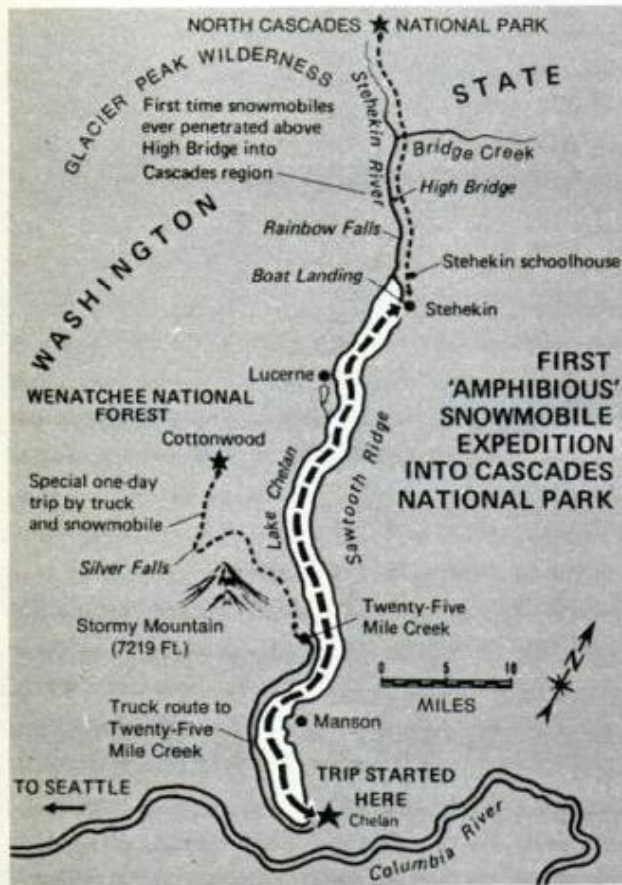 NORTH CASCADES NATIONAL PARK
GLACIER PEAK WILDERNESS
STATE
First time snowmobiles
ever penetrated above
High Bridge into
Cascades region
Stehekin River
Bridge Creek
High Bridge
Rainbow Falls
WASHINGTON
Stehekin schoolhouse
Boat Landing
Stehekin
Lucerne
FIRST
'AMPHIBIOUS'
SNOWMOBILE
EXPEDITION
INTO CASCADES
NATIONAL PARK
WENATCHEE NATIONAL
FOREST
Cottonwood
Lake Chelan
Sawtooth Ridge
Special one-day
trip by truck
and snowmobile
Silver Falls
Stormy Mountain
(7219 FL.)
Twenty-Five
Mile Creek
N
0 5 10
MILES
Truck route to
Twenty-Five
Mile Creek
Manson
TO SEATTLE
TRIP STARTED
HERE
Chelan
Columbia River